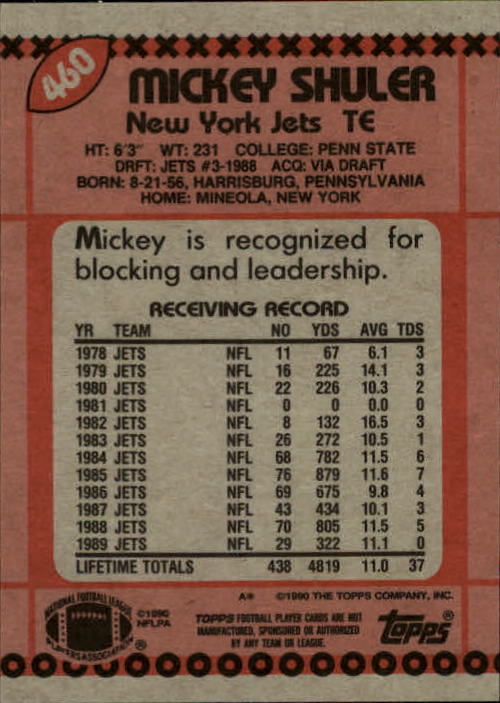 460
MICKEY SHULER
New York Jets TE
HT: 6'3" WT: 231 COLLEGE: PENN STATE
DRFT: JETS #3-1988 ACQ: VIA DRAFT
BORN: 8-21-56, HARRISBURG, PENNSYLVANIA
HOME: MINEOLA, NEW YORK
Mickey is recognized for
blocking and leadership.
RECEIVING RECORD
YR TEAM NO YDS AVG TDS
1978 JETS NFL 11 67 6.1 3
1979 JETS NFL 16 225 14.1 3
1980 JETS NFL 22 226 10.3 2
1981 JETS NFL 0 0 0.0 0
1982 JETS NFL 8 132 16.5 3
1983 JETS NFL 26 272 10.5 1
1984 JETS NFL 68 782 11.5 6
1985 JETS NFL 76 879 11.6 7
1986 JETS NFL 69 675 9.8 4
1987 JETS NFL 43 434 10.1 3
1988 JETS NFL 70 805 11.5 5
1989 JETS NFL 29 322 11.1 0
LIFETIME TOTALS 438 4819 11.0 37
A* ©1990 THE TOPPS COMPANY, INC.
NATIONAL FOOTBALL LEAGUE
PLAYERS ASSOCIATION ®
©1990
NFLPA
TOPPS FOOTBALL PLAYER CARDS ARE NOT
MANUFACTURED, SPONSORED OR AUTHORIZED
BY ANY TEAM OR LEAGUE.
topps®